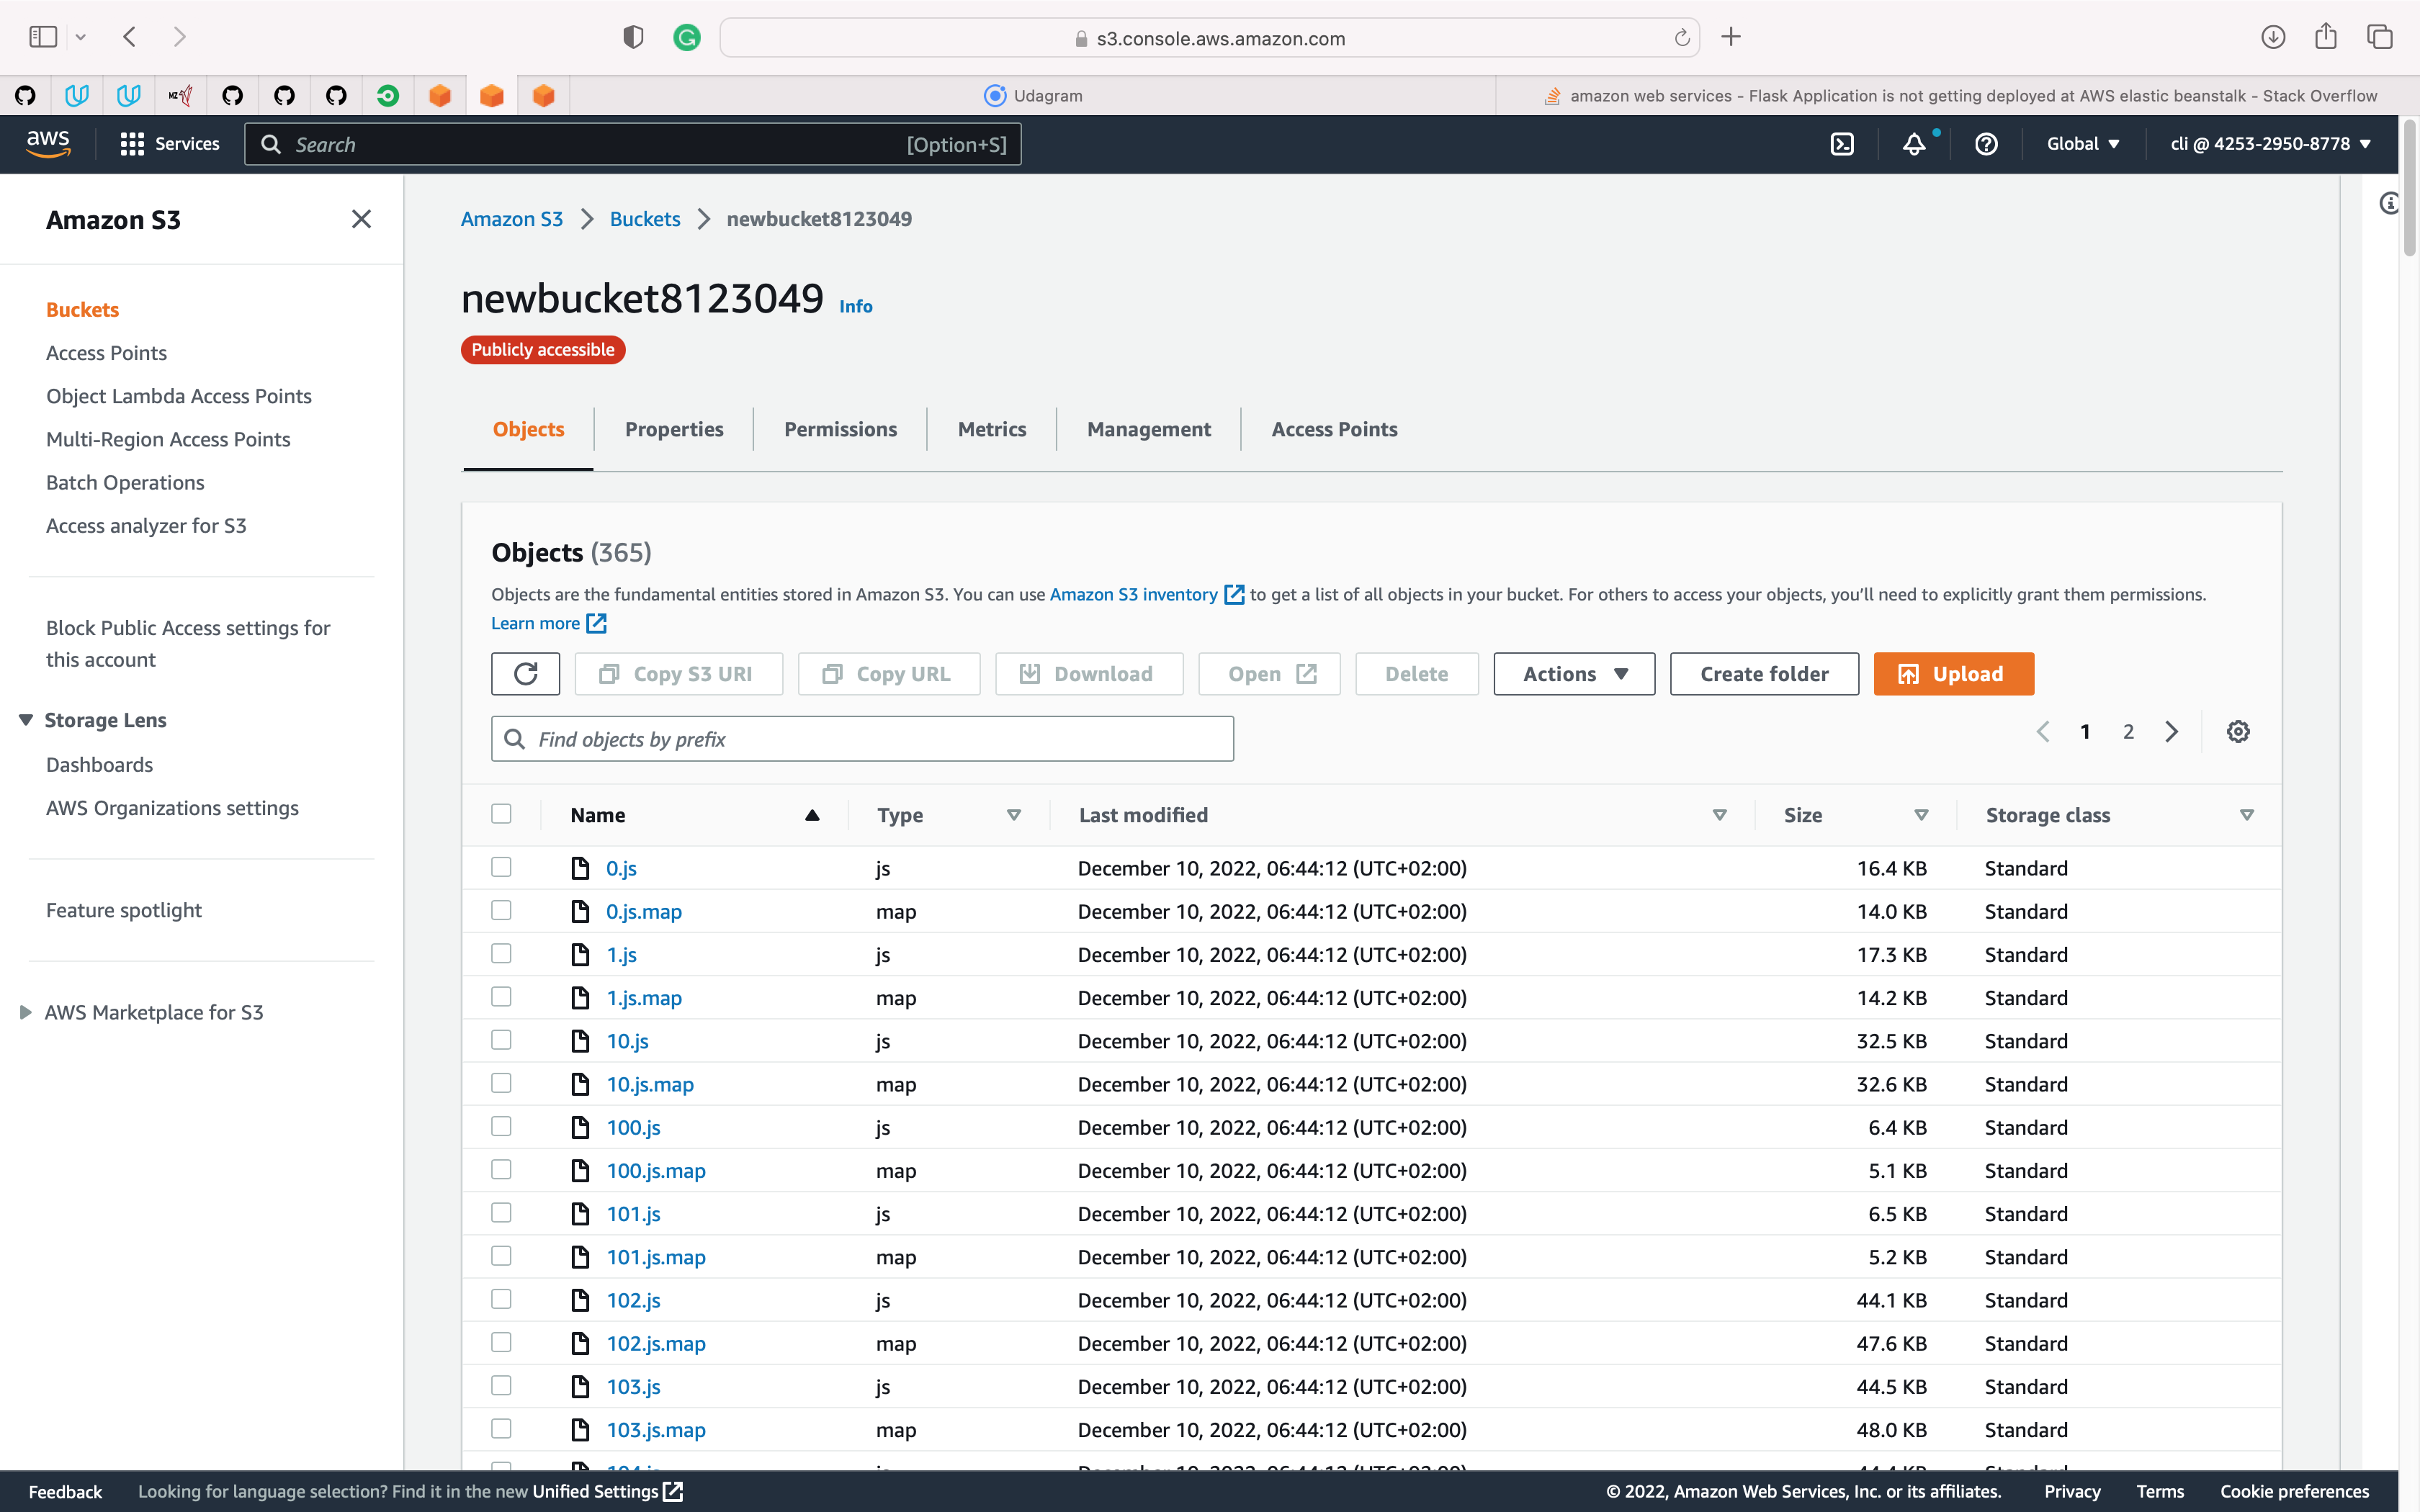 s3.console.aws.amazon.com
Udagram
amazon web services - Flask Application is not getting deployed at AWS elastic beanstalk - Stack Overflow
aws
Services
Search
[Option+S]
Global
cli @ 4253-2950-8778
Amazon S3
Buckets
Access Points
Object Lambda Access Points
Multi-Region Access Points
Batch Operations
Access analyzer for S3
Block Public Access settings for
this account
Storage Lens
Dashboards
AWS Organizations settings
Feature spotlight
AWS Marketplace for S3
Amazon S3 > Buckets > newbucket8123049
newbucket8123049 Info
Publicly accessible
Objects Properties Permissions Metrics Management Access Points
Objects (365)
Objects are the fundamental entities stored in Amazon S3. You can use Amazon S3 inventory to get a list of all objects in your bucket. For others to access your objects, you'll need to explicitly grant them permissions.
Learn more
Copy S3 URI Copy URL Download Open Delete Actions Create folder Upload
Find objects by prefix
1 2
Name Type Last modified Size Storage class
0.js js December 10, 2022, 06:44:12 (UTC+02:00) 16.4 KB Standard
0.js.map map December 10, 2022, 06:44:12 (UTC+02:00) 14.0 KB Standard
1.js js December 10, 2022, 06:44:12 (UTC+02:00) 17.3 KB Standard
1.js.map map December 10, 2022, 06:44:12 (UTC+02:00) 14.2 KB Standard
10.js js December 10, 2022, 06:44:12 (UTC+02:00) 32.5 KB Standard
10.js.map map December 10, 2022, 06:44:12 (UTC+02:00) 32.6 KB Standard
100.js js December 10, 2022, 06:44:12 (UTC+02:00) 6.4 KB Standard
100.js.map map December 10, 2022, 06:44:12 (UTC+02:00) 5.1 KB Standard
101.js js December 10, 2022, 06:44:12 (UTC+02:00) 6.5 KB Standard
101.js.map map December 10, 2022, 06:44:12 (UTC+02:00) 5.2 KB Standard
102.js js December 10, 2022, 06:44:12 (UTC+02:00) 44.1 KB Standard
102.js.map map December 10, 2022, 06:44:12 (UTC+02:00) 47.6 KB Standard
103.js js December 10, 2022, 06:44:12 (UTC+02:00) 44.5 KB Standard
103.js.map map December 10, 2022, 06:44:12 (UTC+02:00) 48.0 KB Standard
Feedback Looking for language selection? Find it in the new Unified Settings
© 2022, Amazon Web Services, Inc. or its affiliates. Privacy Terms Cookie preferences